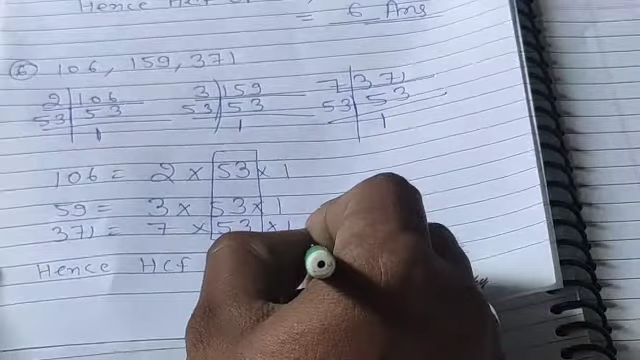 Hence Hcf
= 6 Ans
6 106, 159, 371
2 106 3 159 7 371
53 53 53 53 53 53
1 1 1
106 = 2 × 53 × 1
59 = 3 × 53 × 1
371 = 7 × 53 × 1
Hence Hcf